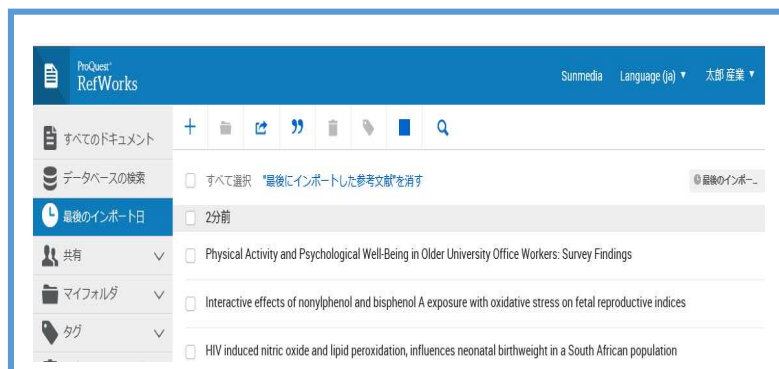 ProQuest®
RefWorks
Sunmedia Language (ja) 太郎 産業
すべてのドキュメント
データベースの検索
すべて選択 "最後にインポートした参考文献"を消す
最後のインポー...
最後のインポート日
2分前
共有
Physical Activity and Psychological Well-Being in Older University Office Workers: Survey Findings
マイフォルダ
Interactive effects of nonylphenol and bisphenol A exposure with oxidative stress on fetal reproductive indices
タグ
HIV induced nitric oxide and lipid peroxidation, influences neonatal birthweight in a South African population